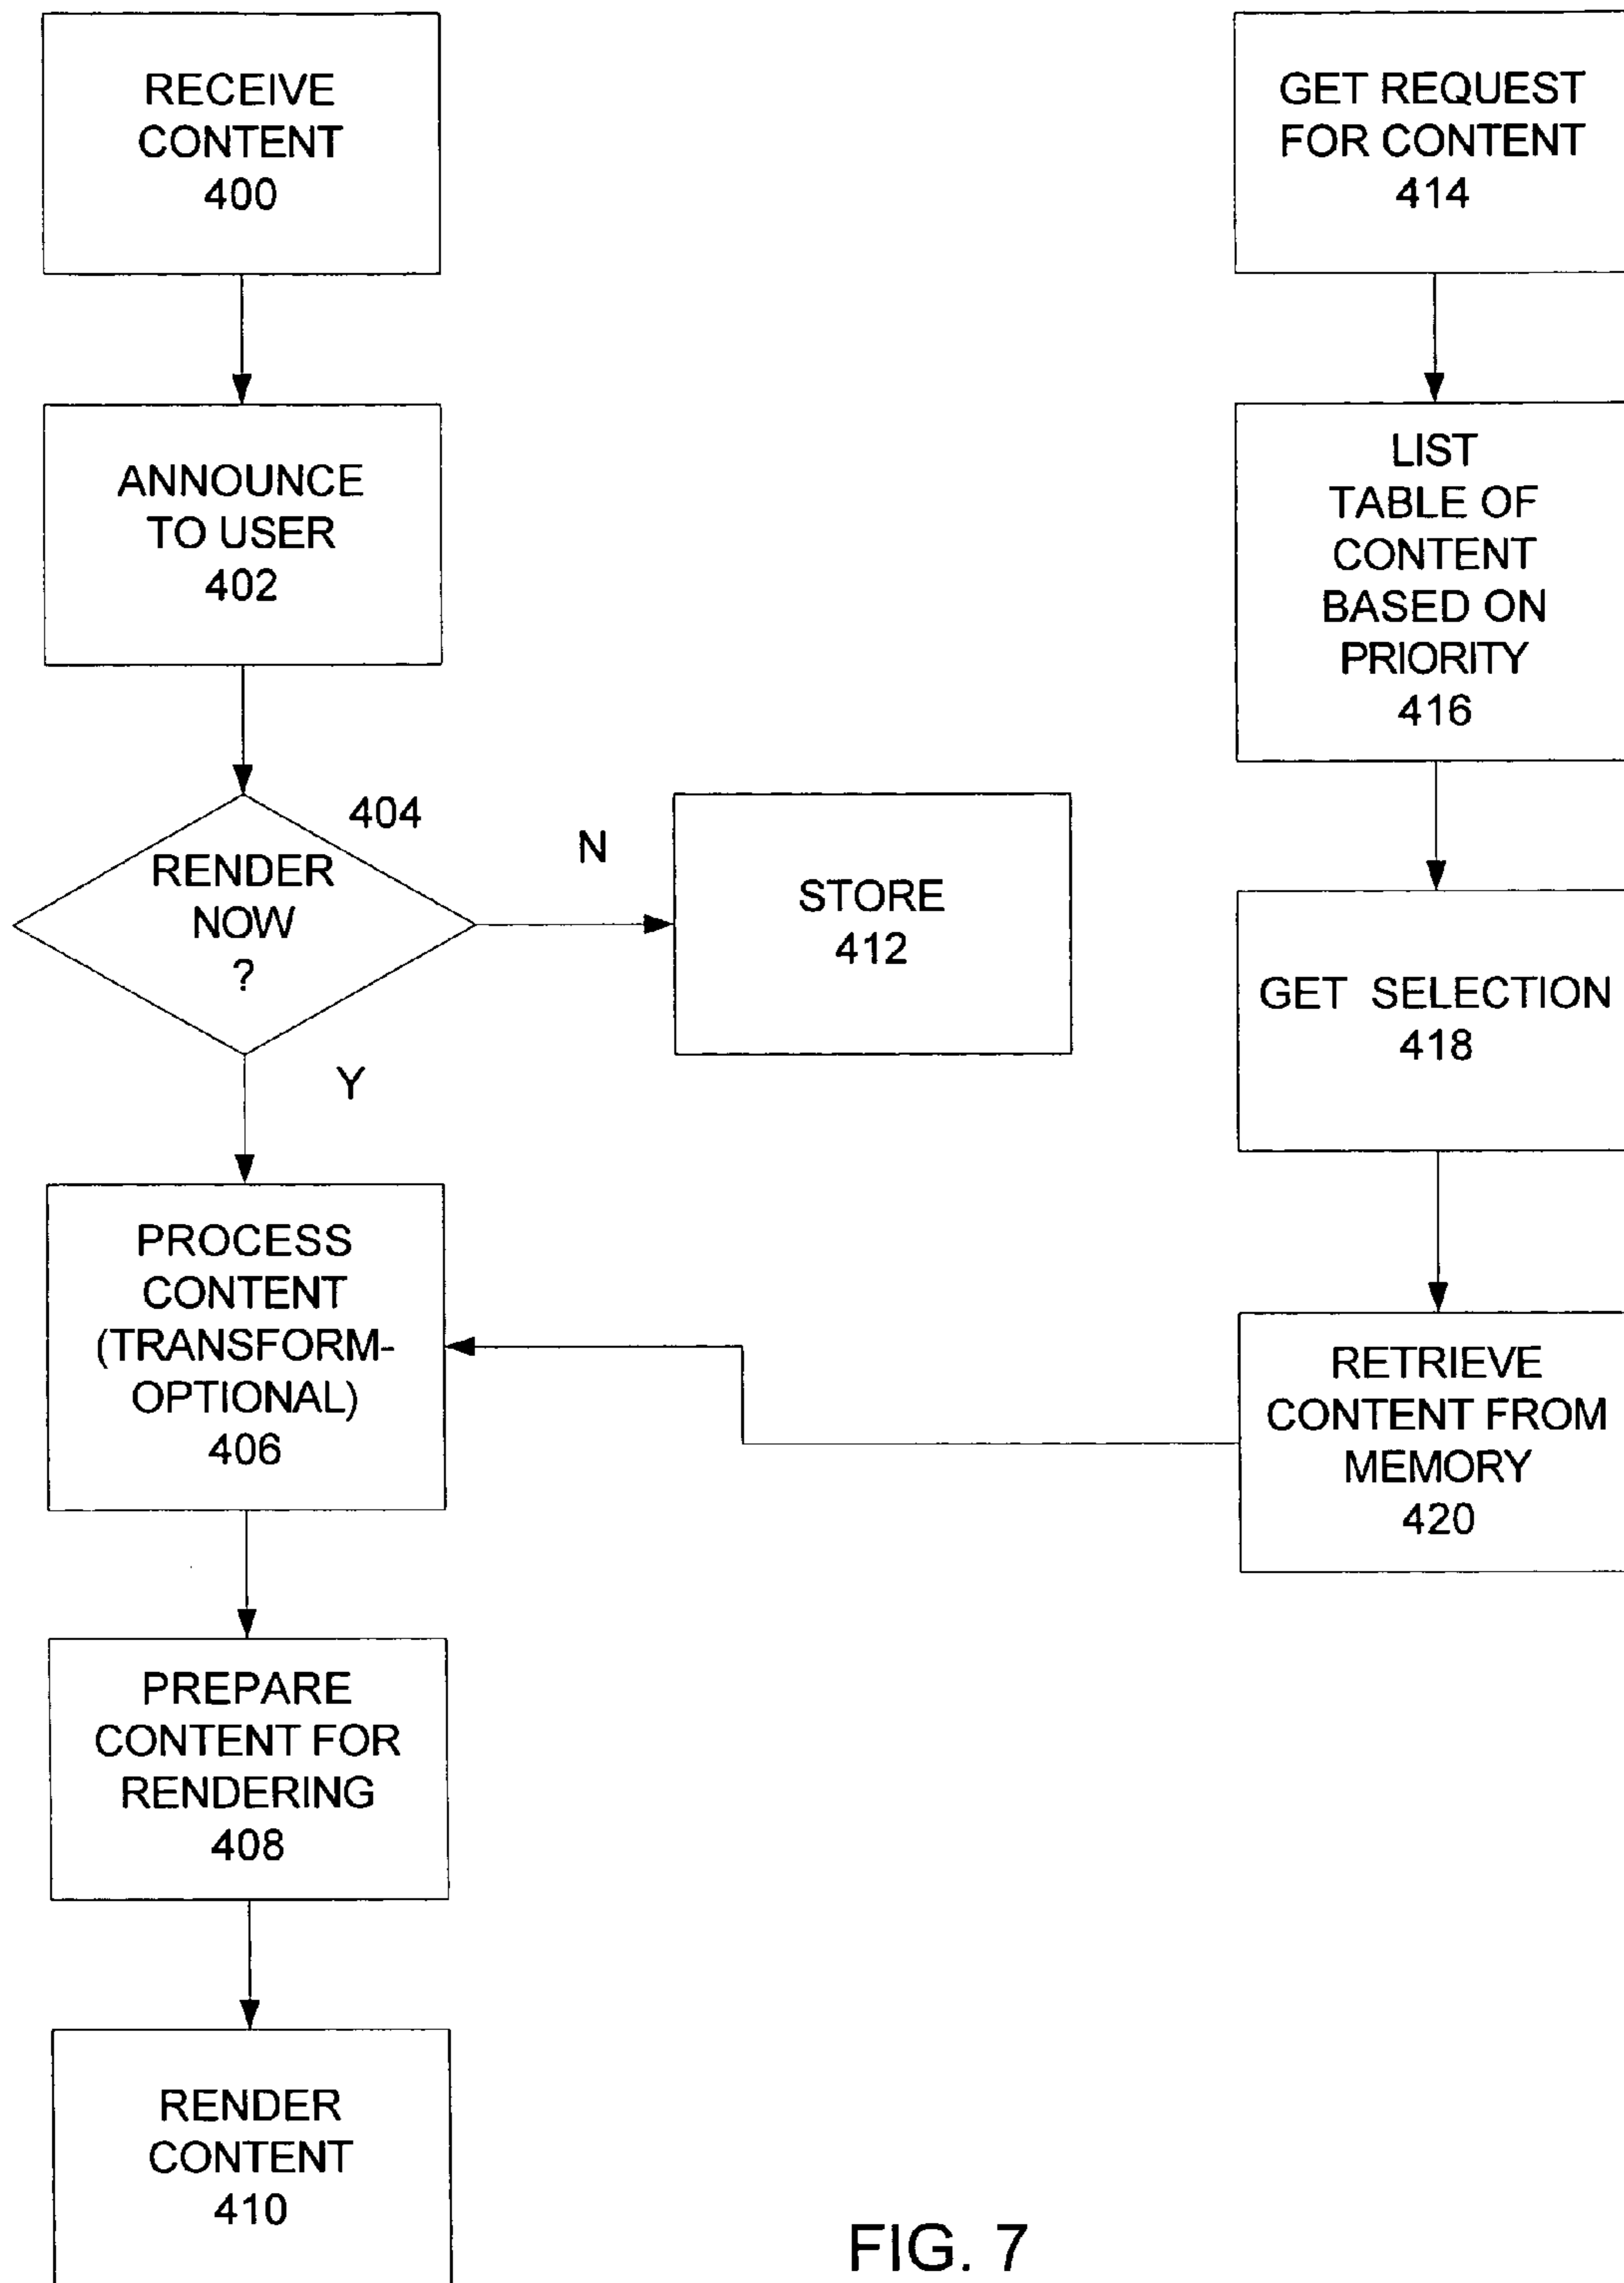 RECEIVE
CONTENT
400
ANNOUNCE
TO USER
402
404
RENDER
NOW
?
N
STORE
412
Y
PROCESS
CONTENT
(TRANSFORM-
OPTIONAL)
406
PREPARE
CONTENT FOR
RENDERING
408
RENDER
CONTENT
410
GET REQUEST
FOR CONTENT
414
LIST
TABLE OF
CONTENT
BASED ON
PRIORITY
416
GET SELECTION
418
RETRIEVE
CONTENT FROM
MEMORY
420
FIG. 7